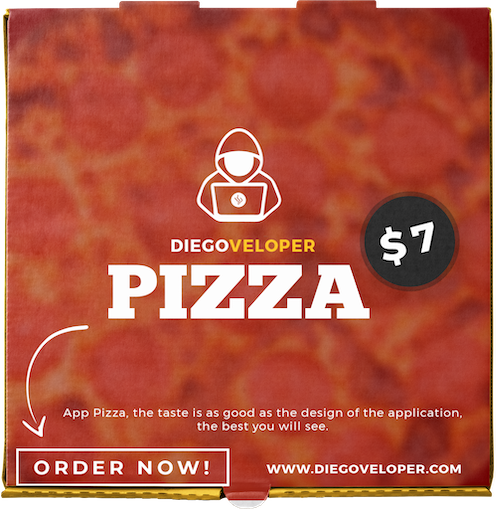 DIEGOVELOPER
PIZZA
$7
App Pizza, the taste is as good as the design of the application,
the best you will see.
ORDER NOW!
WWW.DIEGOVELOPER.COM